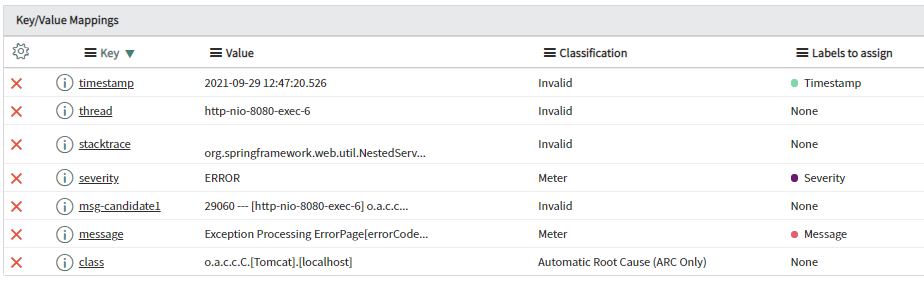 Key/Value Mappings
Key ▼ Value Classification Labels to assign
timestamp 2021-09-29 12:47:20.526 Invalid Timestamp
thread http-nio-8080-exec-6 Invalid None
stacktrace org.springframework.web.util.NestedServ... Invalid None
severity ERROR Meter Severity
msg-candidate1 29060 --- [http-nio-8080-exec-6] o.a.c.c... Invalid None
message Exception Processing ErrorPage[errorCode... Meter Message
class o.a.c.c.C.[Tomcat].[localhost] Automatic Root Cause (ARC Only) None